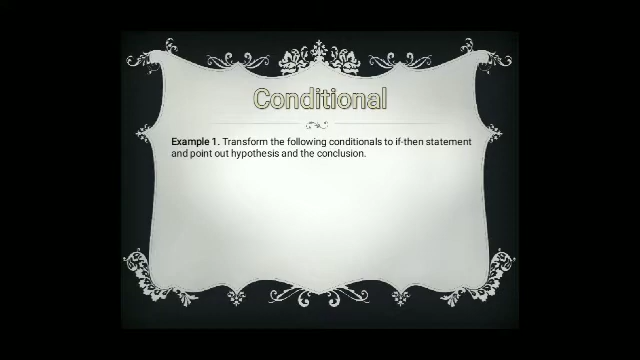 Conditional
Example 1. Transform the following conditionals to if-then statement
and point out hypothesis and the conclusion.